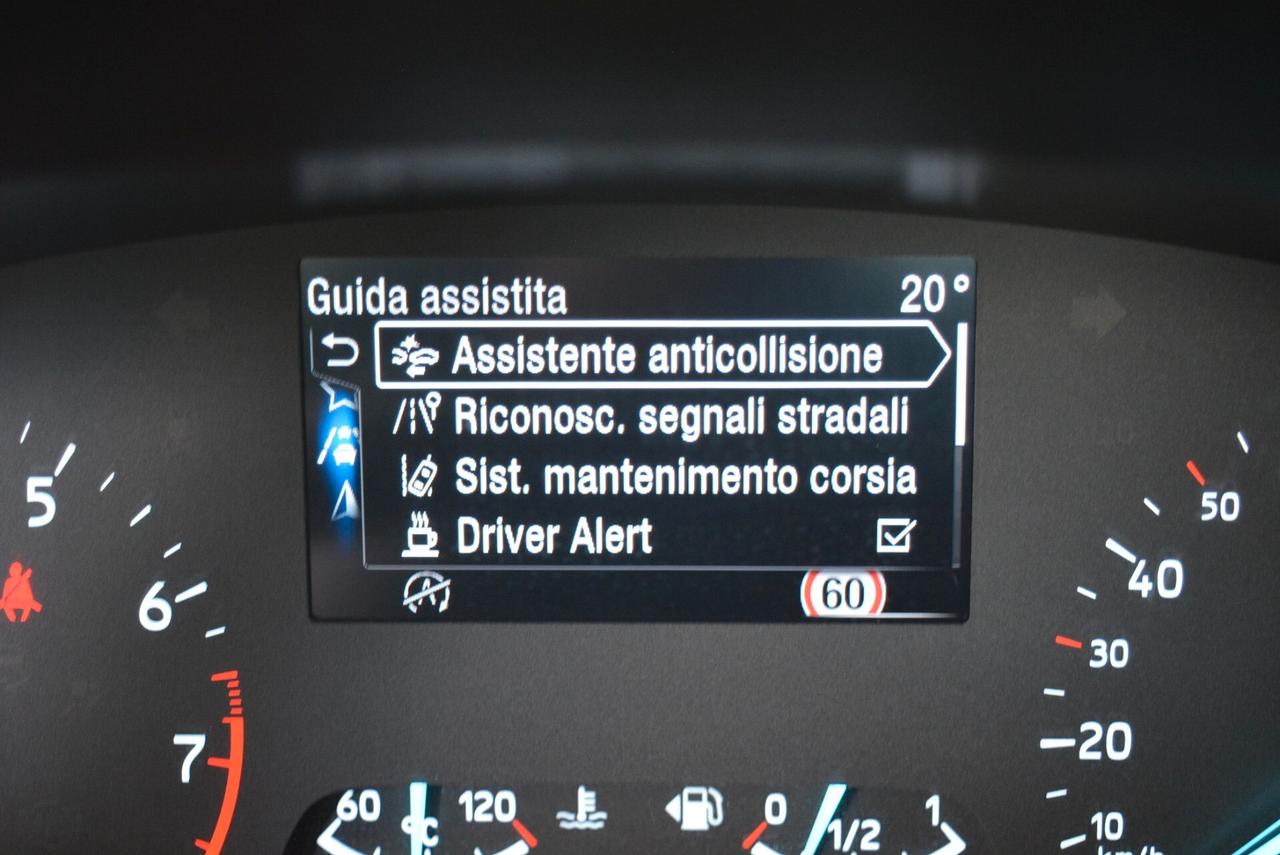 Guida assistita 20°
Assistente anticollisione
Riconosc. segnali stradali
Sist. mantenimento corsia
Driver Alert
60
5
6
7
50
40
30
20
10
km/h
60 °C 120
0 1/2 1